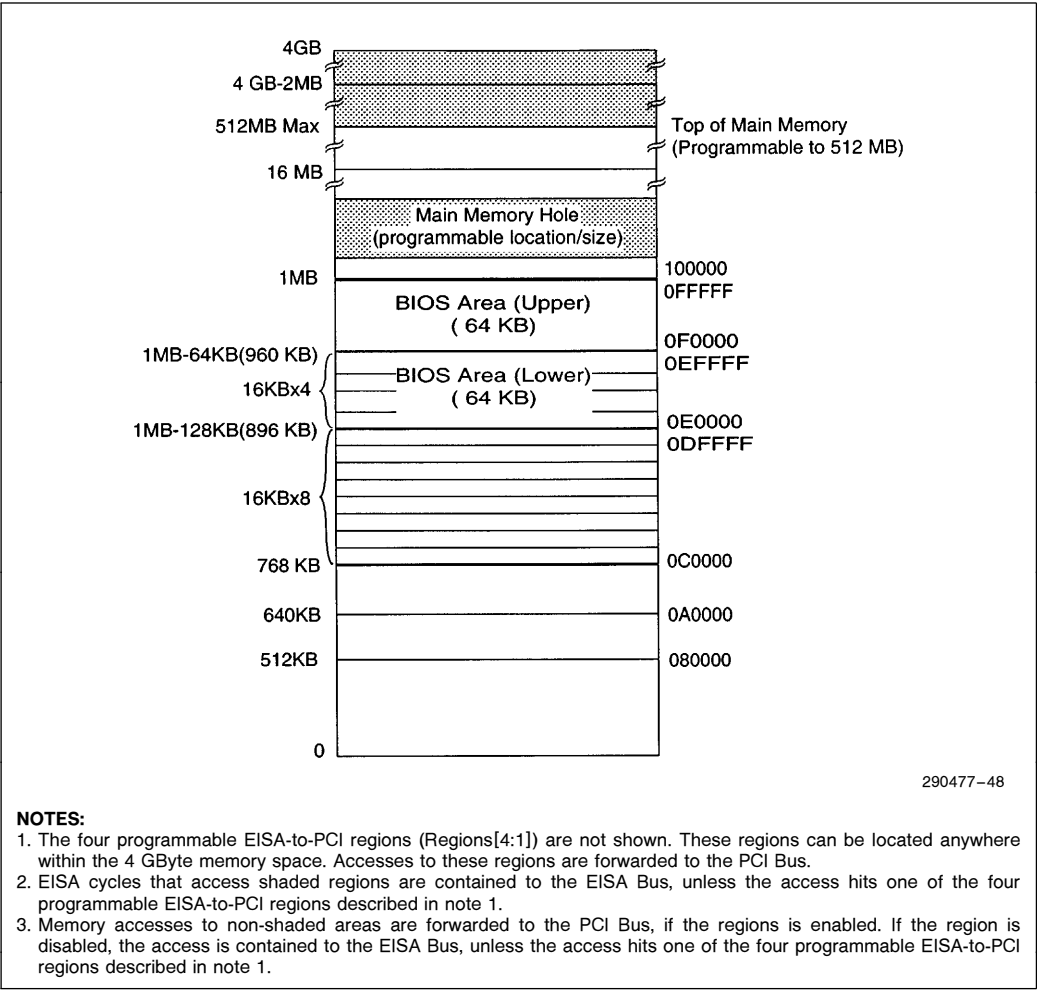 4GB
4 GB-2MB
512MB Max
Top of Main Memory
(Programmable to 512 MB)
16 MB
Main Memory Hole
(programmable location/size)
1MB
100000
0FFFFF
BIOS Area (Upper)
( 64 KB)
1MB-64KB(960 KB)
0F0000
0EFFFF
16KBx4
BIOS Area (Lower)
( 64 KB)
1MB-128KB(896 KB)
0E0000
0DFFFF
16KBx8
768 KB
0C0000
640KB
0A0000
512KB
080000
0
290477–48
NOTES:
1. The four programmable EISA-to-PCI regions (Regions[4:1]) are not shown. These regions can be located anywhere
within the 4 GByte memory space. Accesses to these regions are forwarded to the PCI Bus.
2. EISA cycles that access shaded regions are contained to the EISA Bus, unless the access hits one of the four
programmable EISA-to-PCI regions described in note 1.
3. Memory accesses to non-shaded areas are forwarded to the PCI Bus, if the regions is enabled. If the region is
disabled, the access is contained to the EISA Bus, unless the access hits one of the four programmable EISA-to-PCI
regions described in note 1.